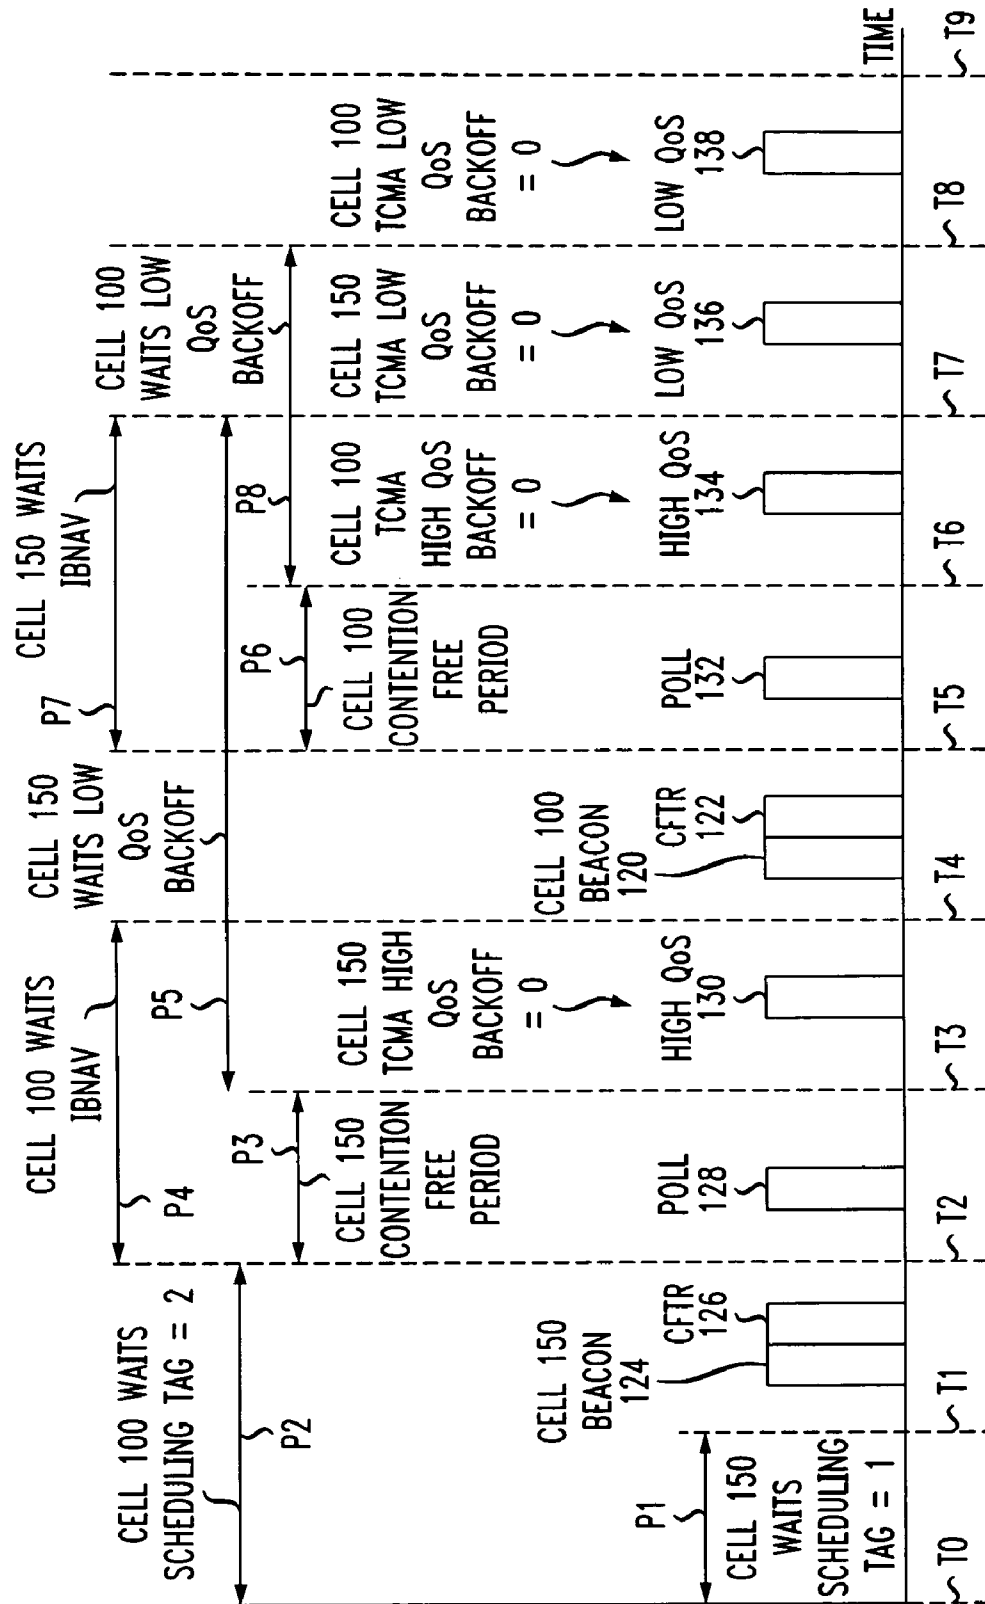 CELL 100 WAITS
SCHEDULING TAG = 2
P2
P1
CELL 150
WAITS
SCHEDULING
TAG = 1
CELL 150
BEACON
124
CFTR
126
CELL 100 WAITS
IBNAV
P4
P3
CELL 150
CONTENTION
FREE
PERIOD
POLL
128
P5
CELL 150
TCMA HIGH
QoS
BACKOFF
= 0
HIGH QoS
130
CELL 150
WAITS LOW
QoS
BACKOFF
CELL 100
BEACON
120
CFTR
122
CELL 150 WAITS
IBNAV
P7
P6
CELL 100
CONTENTION
FREE
PERIOD
POLL
132
P8
CELL 100
TCMA
HIGH QoS
BACKOFF
= 0
HIGH QoS
134
CELL 100
WAITS LOW
QoS
BACKOFF
CELL 150
TCMA LOW
QoS
BACKOFF
= 0
LOW QoS
136
CELL 100
TCMA LOW
QoS
BACKOFF
= 0
LOW QoS
138
TIME
T0
T1
T2
T3
T4
T5
T6
T7
T8
T9